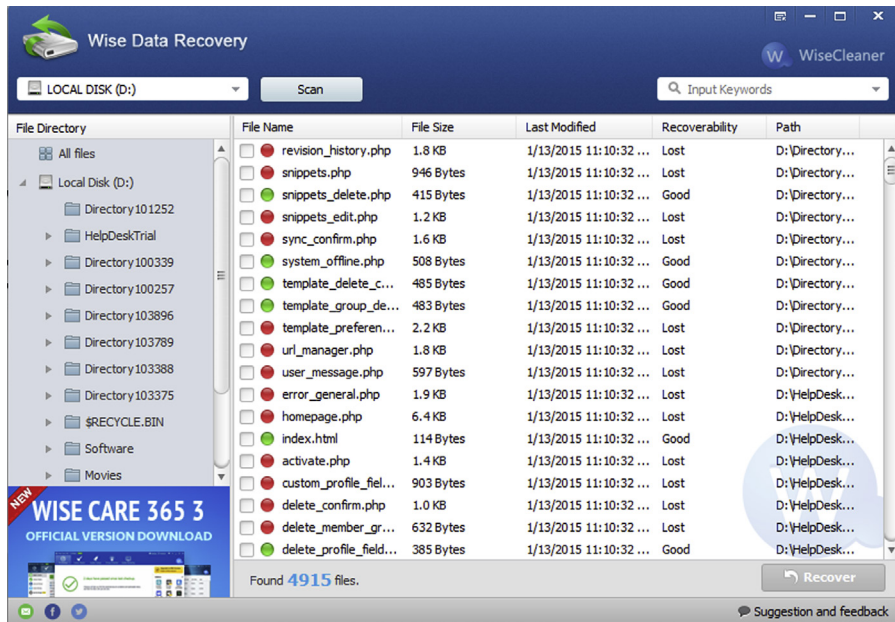 Wise Data Recovery
W WiseCleaner
LOCAL DISK (D:)
Scan
Input Keywords
File Directory
All files
Local Disk (D:)
Directory101252
HelpDeskTrial
Directory100339
Directory100257
Directory103896
Directory103789
Directory103388
Directory103375
$RECYCLE.BIN
Software
Movies
File Name File Size Last Modified Recoverability Path
revision_history.php 1.8 KB 1/13/2015 11:10:32 ... Lost D:\Directory...
snippets.php 946 Bytes 1/13/2015 11:10:32 ... Lost D:\Directory...
snippets_delete.php 415 Bytes 1/13/2015 11:10:32 ... Good D:\Directory...
snippets_edit.php 1.2 KB 1/13/2015 11:10:32 ... Lost D:\Directory...
sync_confirm.php 1.6 KB 1/13/2015 11:10:32 ... Lost D:\Directory...
system_offline.php 508 Bytes 1/13/2015 11:10:32 ... Good D:\Directory...
template_delete_c... 485 Bytes 1/13/2015 11:10:32 ... Good D:\Directory...
template_group_de... 483 Bytes 1/13/2015 11:10:32 ... Good D:\Directory...
template_preferen... 2.2 KB 1/13/2015 11:10:32 ... Lost D:\Directory...
url_manager.php 1.8 KB 1/13/2015 11:10:32 ... Lost D:\Directory...
user_message.php 597 Bytes 1/13/2015 11:10:32 ... Lost D:\Directory...
error_general.php 1.9 KB 1/13/2015 11:10:32 ... Lost D:\HelpDesk...
homepage.php 6.4 KB 1/13/2015 11:10:32 ... Lost D:\HelpDesk...
index.html 114 Bytes 1/13/2015 11:10:32 ... Good D:\HelpDesk...
activate.php 1.4 KB 1/13/2015 11:10:32 ... Lost D:\HelpDesk...
custom_profile_fiel... 903 Bytes 1/13/2015 11:10:32 ... Lost D:\HelpDesk...
delete_confirm.php 1.0 KB 1/13/2015 11:10:32 ... Lost D:\HelpDesk...
delete_member_gr... 632 Bytes 1/13/2015 11:10:32 ... Lost D:\HelpDesk...
delete_profile_field... 385 Bytes 1/13/2015 11:10:32 ... Good D:\HelpDesk...
NEW
WISE CARE 365 3
OFFICIAL VERSION DOWNLOAD
Found 4915 files.
Recover
Suggestion and feedback